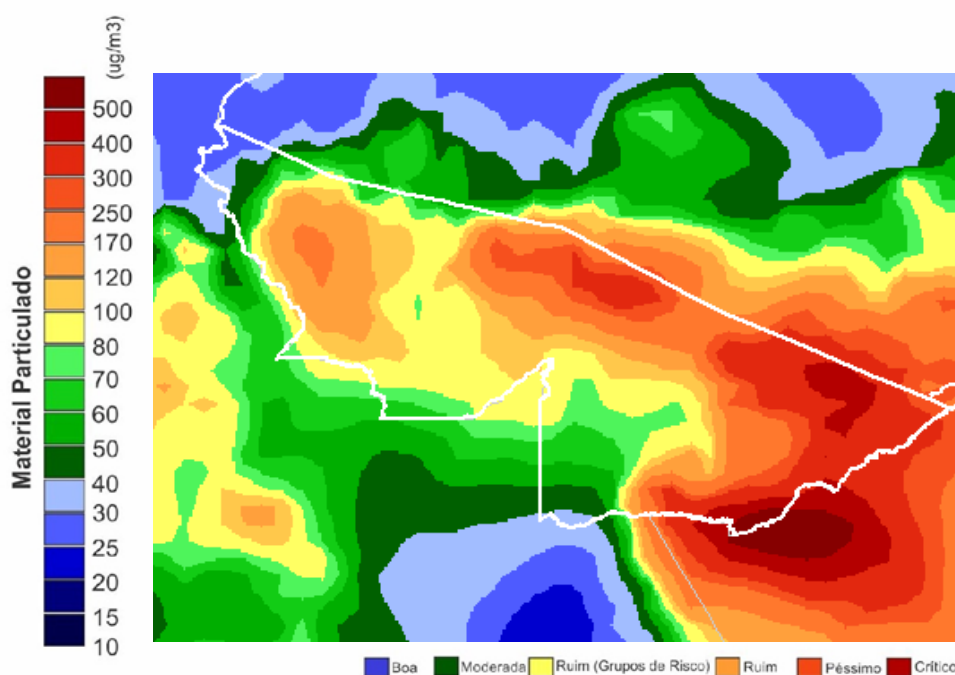 (ug/m3)
Material Particulado
500
400
300
250
170
120
100
80
70
60
50
40
30
25
20
15
10
Boa
Moderada
Ruim (Grupos de Risco)
Ruim
Péssimo
Crítico